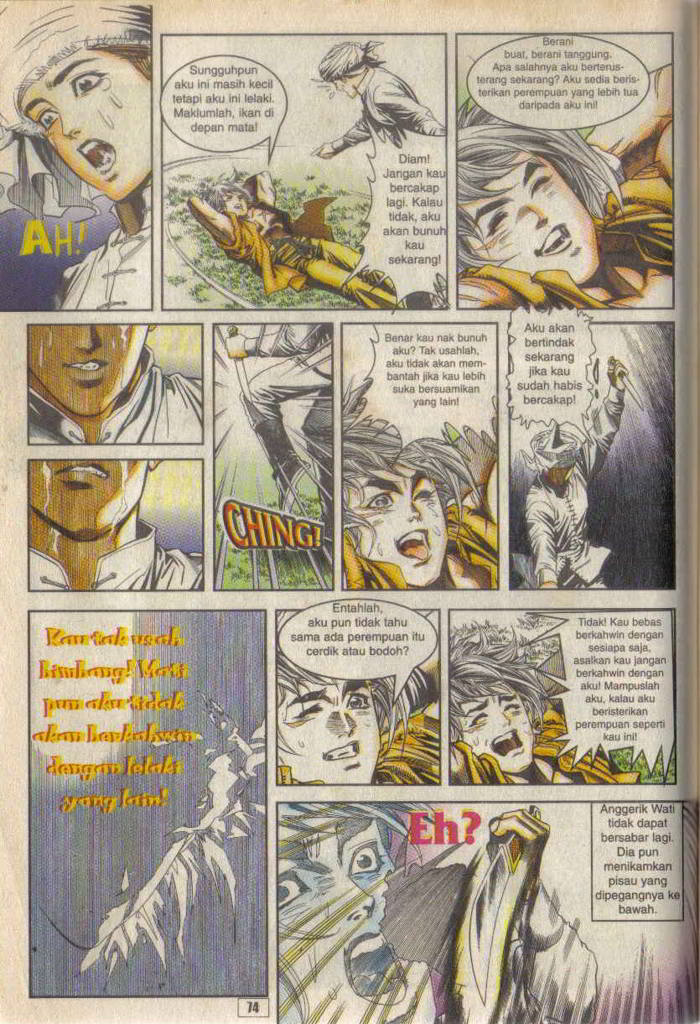 AH!
Sungguhpun
aku ini masih kecil
tetapi aku ini lelaki.
Maklumlah, ikan di
depan mata!
Diam!
Jangan kau
bercakap
lagi. Kalau
tidak, aku
akan bunuh
kau
sekarang!
Berani
buat, berani tanggung.
Apa salahnya aku berterus-
terang sekarang? Aku sedia beris-
terikan perempuan yang lebih tua
daripada aku ini!
CHING!
Benar kau nak bunuh
aku? Tak usahlah,
aku tidak akan mem-
bantah jika kau lebih
suka bersuamikan
yang lain!
Aku akan
bertindak
sekarang
jika kau
sudah habis
bercakap!
Kau tak usah
bimbang! Mati
pun aku tidak
akan berkahwin
dengan lelaki
yang lain!
Entahlah,
aku pun tidak tahu
sama ada perempuan itu
cerdik atau bodoh?
Tidak! Kau bebas
berkahwin dengan
sesiapa saja,
asalkan kau jangan
berkahwin dengan
aku! Mampuslah
aku, kalau aku
beristerikan
perempuan seperti
kau ini!
Eh?
Anggerik Wati
tidak dapat
bersabar lagi.
Dia pun
menikamkan
pisau yang
dipegangnya ke
bawah.
74